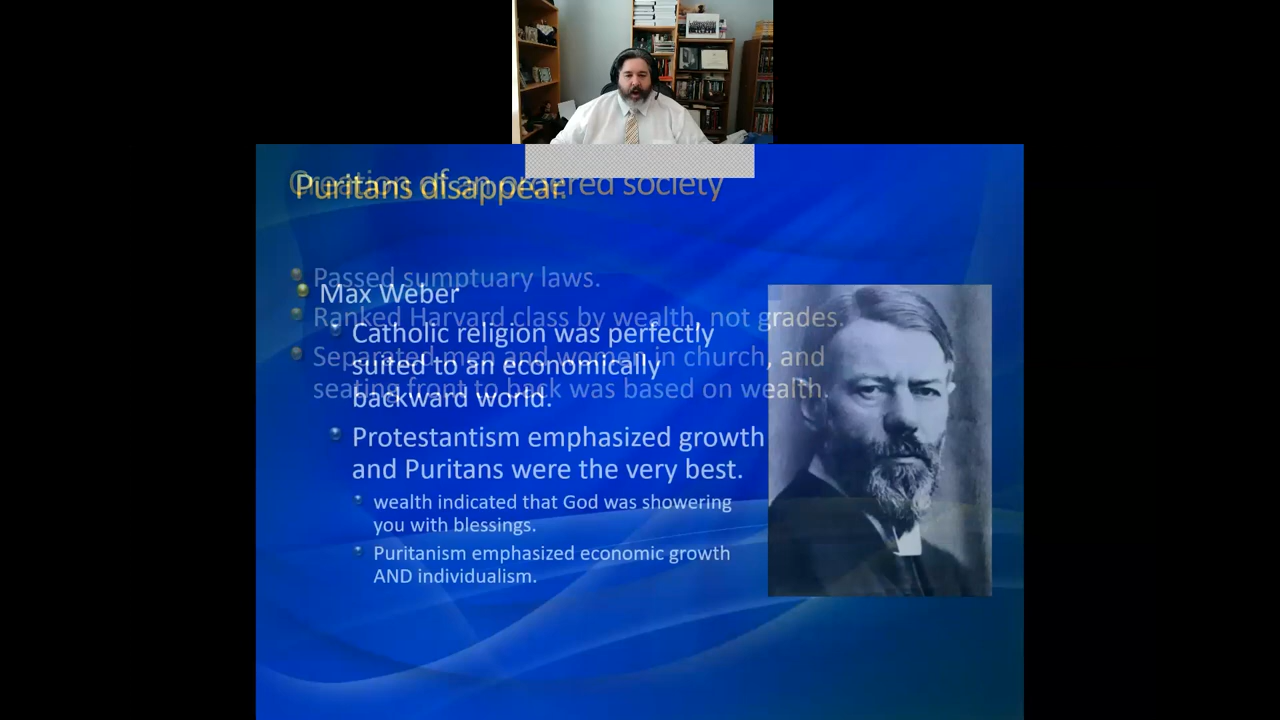 Creation of an ordered society
Puritans disappear.
Passed sumptuary laws.
Max Weber
Ranked Harvard class by wealth, not grades.
Catholic religion was perfectly
Separated men and women in church, and
suited to an economically
seating front to back was based on wealth.
backward world.
Protestantism emphasized growth
and Puritans were the very best.
wealth indicated that God was showering
you with blessings.
Puritanism emphasized economic growth
AND individualism.